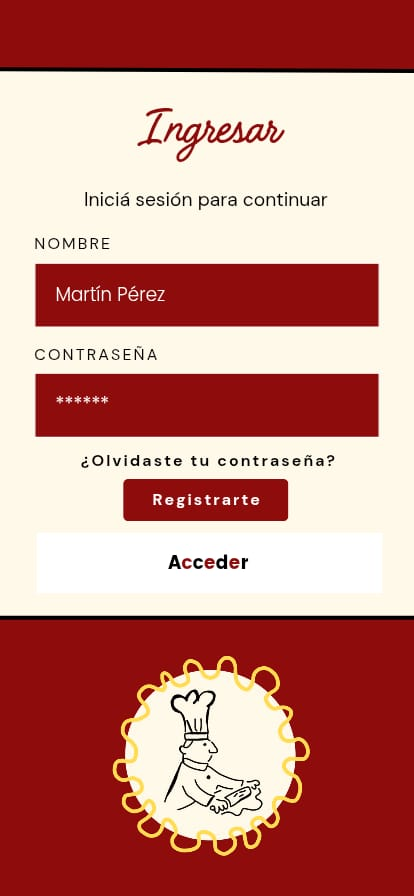 Ingresar
Iniciá sesión para continuar
NOMBRE
Martín Pérez
CONTRASEÑA
******
¿Olvidaste tu contraseña?
Registrarte
Acceder